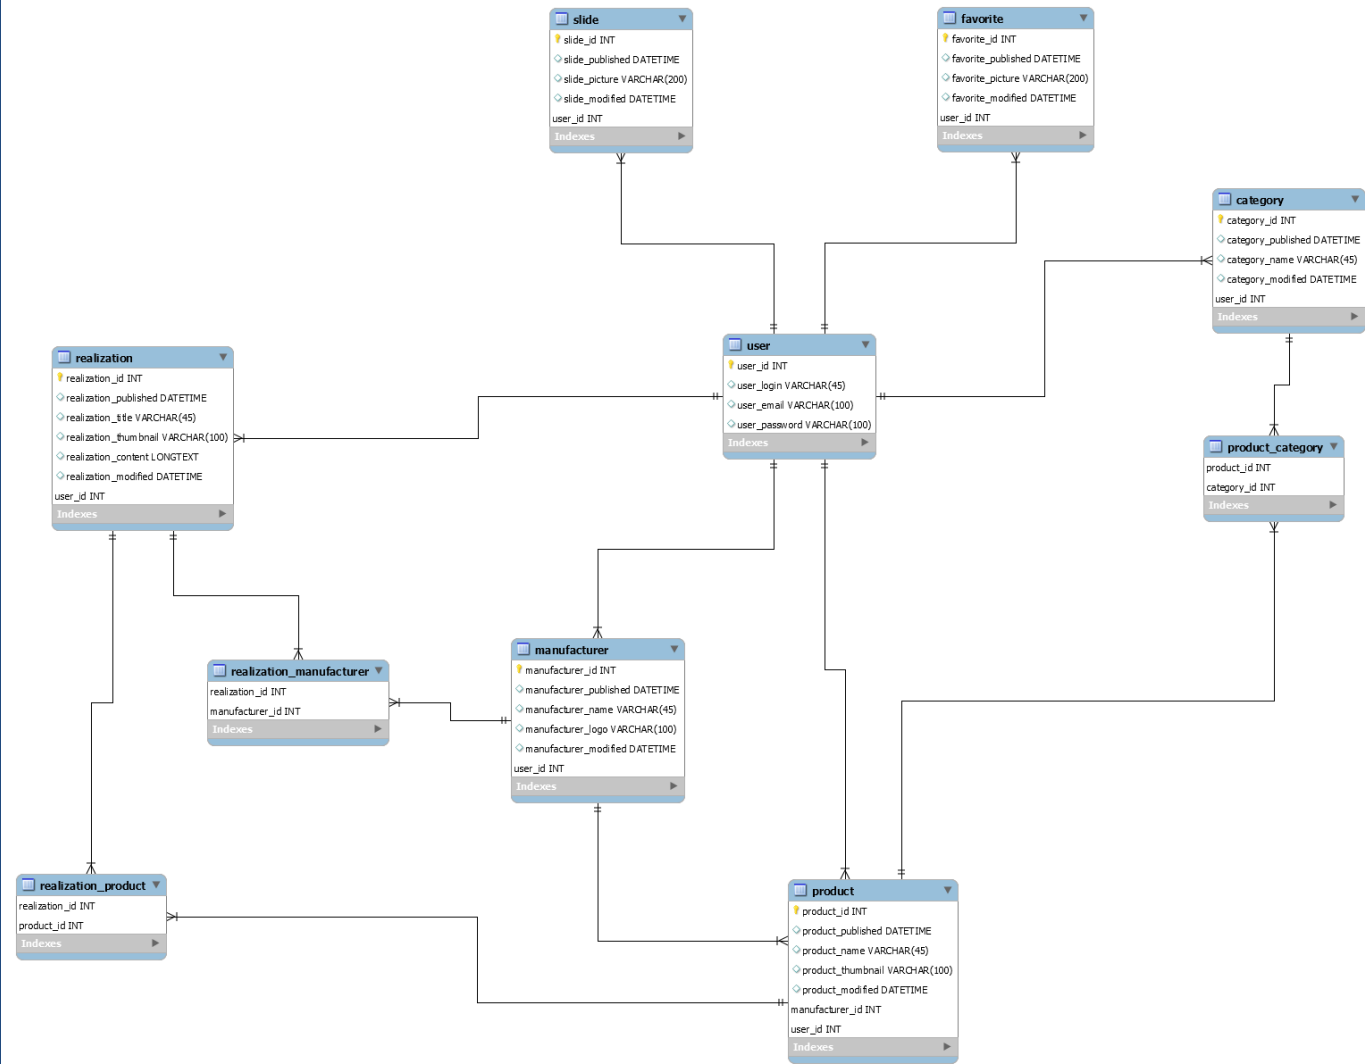 slide
slide_id INT
slide_published DATETIME
slide_picture VARCHAR(200)
slide_modified DATETIME
user_id INT
Indexes
favorite
favorite_id INT
favorite_published DATETIME
favorite_picture VARCHAR(200)
favorite_modified DATETIME
user_id INT
Indexes
category
category_id INT
category_published DATETIME
category_name VARCHAR(45)
category_modified DATETIME
user_id INT
Indexes
user
user_id INT
user_login VARCHAR(45)
user_email VARCHAR(100)
user_password VARCHAR(100)
Indexes
realization
realization_id INT
realization_published DATETIME
realization_title VARCHAR(45)
realization_thumbnail VARCHAR(100)
realization_content LONGTEXT
realization_modified DATETIME
user_id INT
Indexes
product_category
product_id INT
category_id INT
Indexes
manufacturer
manufacturer_id INT
manufacturer_published DATETIME
manufacturer_name VARCHAR(45)
manufacturer_logo VARCHAR(100)
manufacturer_modified DATETIME
user_id INT
Indexes
realization_manufacturer
realization_id INT
manufacturer_id INT
Indexes
realization_product
realization_id INT
product_id INT
Indexes
product
product_id INT
product_published DATETIME
product_name VARCHAR(45)
product_thumbnail VARCHAR(100)
product_modified DATETIME
manufacturer_id INT
user_id INT
Indexes